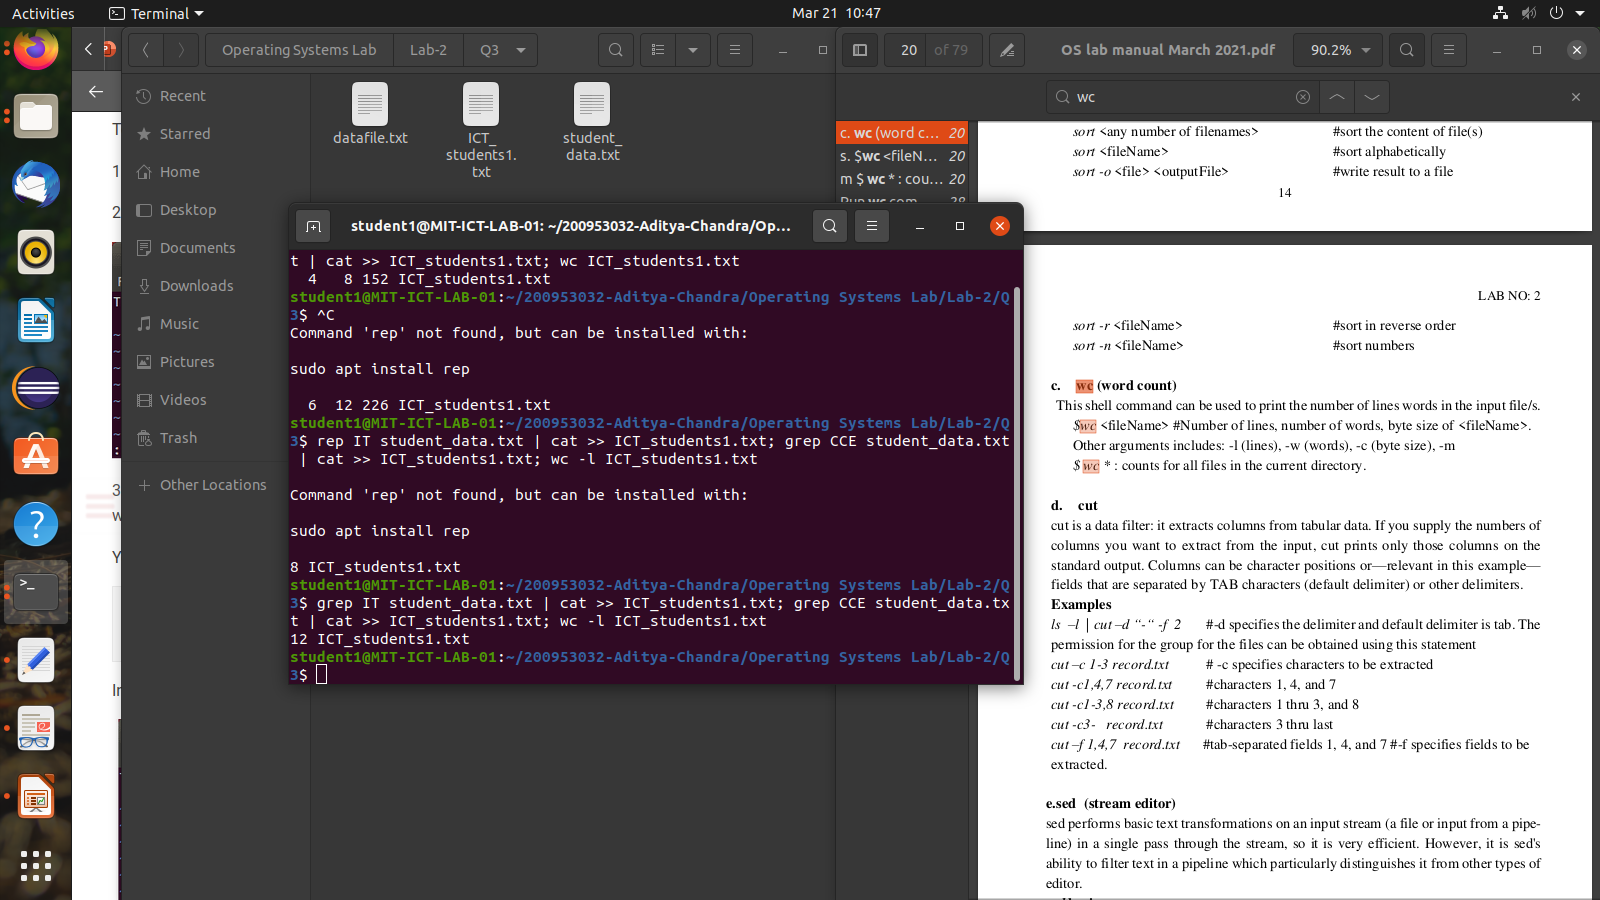 Activities
Terminal
Mar 21 10:47
Operating Systems Lab
Lab-2
Q3
20
of 79
OS lab manual March 2021.pdf
90.2%
wc
Recent
Starred
Home
Desktop
Documents
Downloads
Music
Pictures
Videos
Trash
Other Locations
datafile.txt
ICT_
students1.
txt
student_
data.txt
c. wc (word c... 20
s. $wc <fileN... 20
m $ wc * : cou... 20
student1@MIT-ICT-LAB-01: ~/200953032-Aditya-Chandra/Op...
t | cat >> ICT_students1.txt; wc ICT_students1.txt
4 8 152 ICT_students1.txt
student1@MIT-ICT-LAB-01:~/200953032-Aditya-Chandra/Operating Systems Lab/Lab-2/Q
3$ ^C
Command 'rep' not found, but can be installed with:
sudo apt install rep
6 12 226 ICT_students1.txt
student1@MIT-ICT-LAB-01:~/200953032-Aditya-Chandra/Operating Systems Lab/Lab-2/Q
3$ rep IT student_data.txt | cat >> ICT_students1.txt; grep CCE student_data.txt
| cat >> ICT_students1.txt; wc -l ICT_students1.txt
Command 'rep' not found, but can be installed with:
sudo apt install rep
8 ICT_students1.txt
student1@MIT-ICT-LAB-01:~/200953032-Aditya-Chandra/Operating Systems Lab/Lab-2/Q
3$ grep IT student_data.txt | cat >> ICT_students1.txt; grep CCE student_data.tx
t | cat >> ICT_students1.txt; wc -l ICT_students1.txt
12 ICT_students1.txt
student1@MIT-ICT-LAB-01:~/200953032-Aditya-Chandra/Operating Systems Lab/Lab-2/Q
3$
sort <any number of filenames> #sort the content of file(s)
sort <fileName> #sort alphabetically
sort -o <file> <outputFile> #write result to a file
14
LAB NO: 2
sort -r <fileName> #sort in reverse order
sort -n <fileName> #sort numbers
c. wc (word count)
This shell command can be used to print the number of lines words in the input file/s.
$wc <fileName> #Number of lines, number of words, byte size of <fileName>.
Other arguments includes: -l (lines), -w (words), -c (byte size), -m
$ wc * : counts for all files in the current directory.
d. cut
cut is a data filter: it extracts columns from tabular data. If you supply the numbers of
columns you want to extract from the input, cut prints only those columns on the
standard output. Columns can be character positions or—relevant in this example—
fields that are separated by TAB characters (default delimiter) or other delimiters.
Examples
ls –l | cut –d “-“ -f 2 #-d specifies the delimiter and default delimiter is tab. The
permission for the group for the files can be obtained using this statement
cut –c 1-3 record.txt # -c specifies characters to be extracted
cut -c1,4,7 record.txt #characters 1, 4, and 7
cut -c1-3,8 record.txt #characters 1 thru 3, and 8
cut -c3- record.txt #characters 3 thru last
cut –f 1,4,7 record.txt #tab-separated fields 1, 4, and 7 #-f specifies fields to be
extracted.
e.sed (stream editor)
sed performs basic text transformations on an input stream (a file or input from a pipe-
line) in a single pass through the stream, so it is very efficient. However, it is sed's
ability to filter text in a pipeline which particularly distinguishes it from other types of
editor.